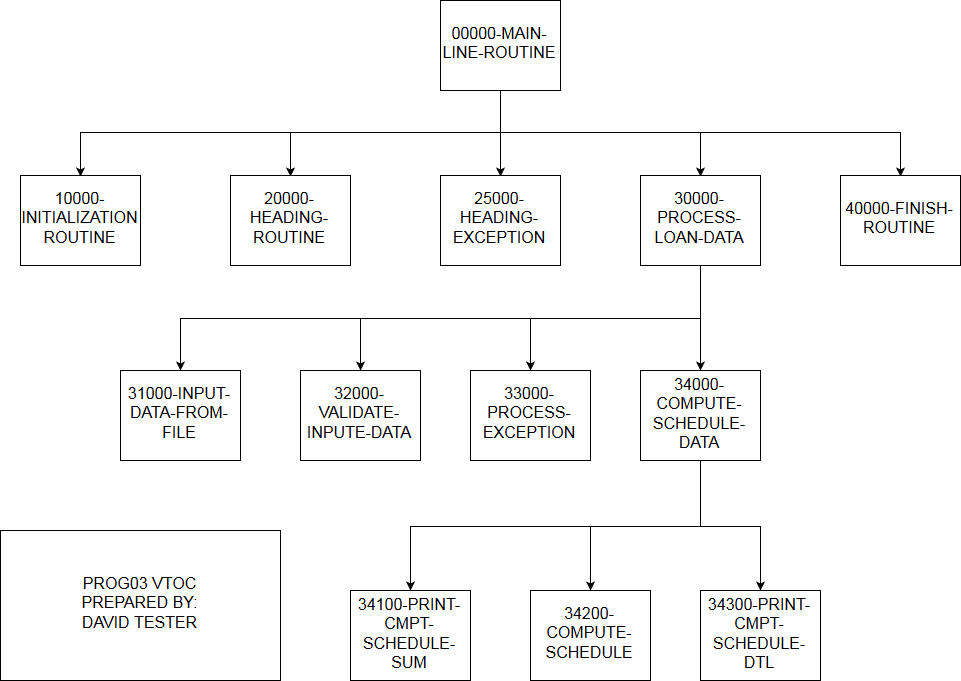 00000-MAIN-
LINE-ROUTINE
10000-
INITIALIZATION
ROUTINE
20000-
HEADING-
ROUTINE
25000-
HEADING-
EXCEPTION
30000-
PROCESS-
LOAN-DATA
40000-FINISH-
ROUTINE
31000-INPUT-
DATA-FROM-
FILE
32000-
VALIDATE-
INPUTE-DATA
33000-
PROCESS-
EXCEPTION
34000-
COMPUTE-
SCHEDULE-
DATA
PROG03 VTOC
PREPARED BY:
DAVID TESTER
34100-PRINT-
CMPT-
SCHEDULE-
SUM
34200-
COMPUTE-
SCHEDULE
34300-PRINT-
CMPT-
SCHEDULE-
DTL